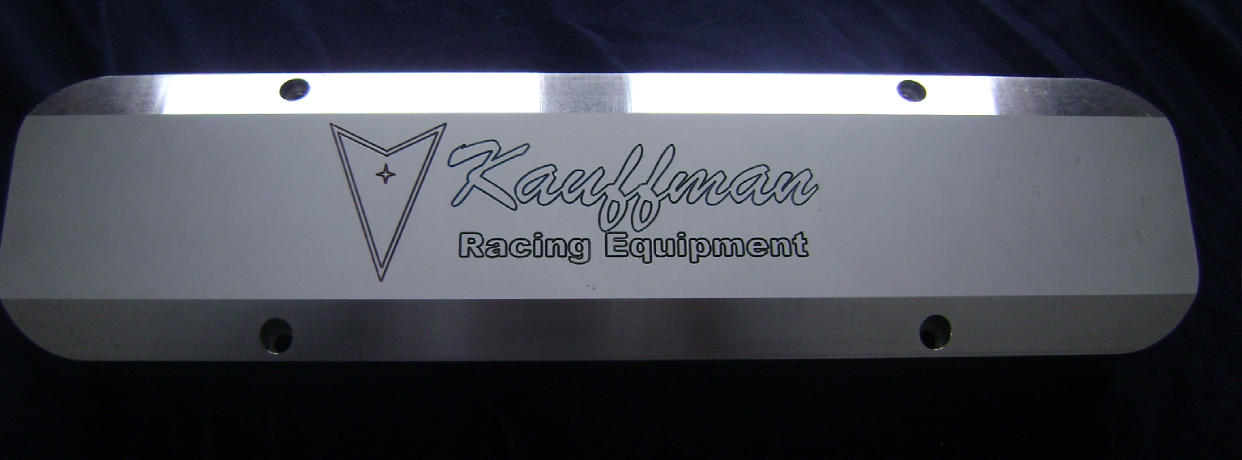 Kauffman
Racing Equipment